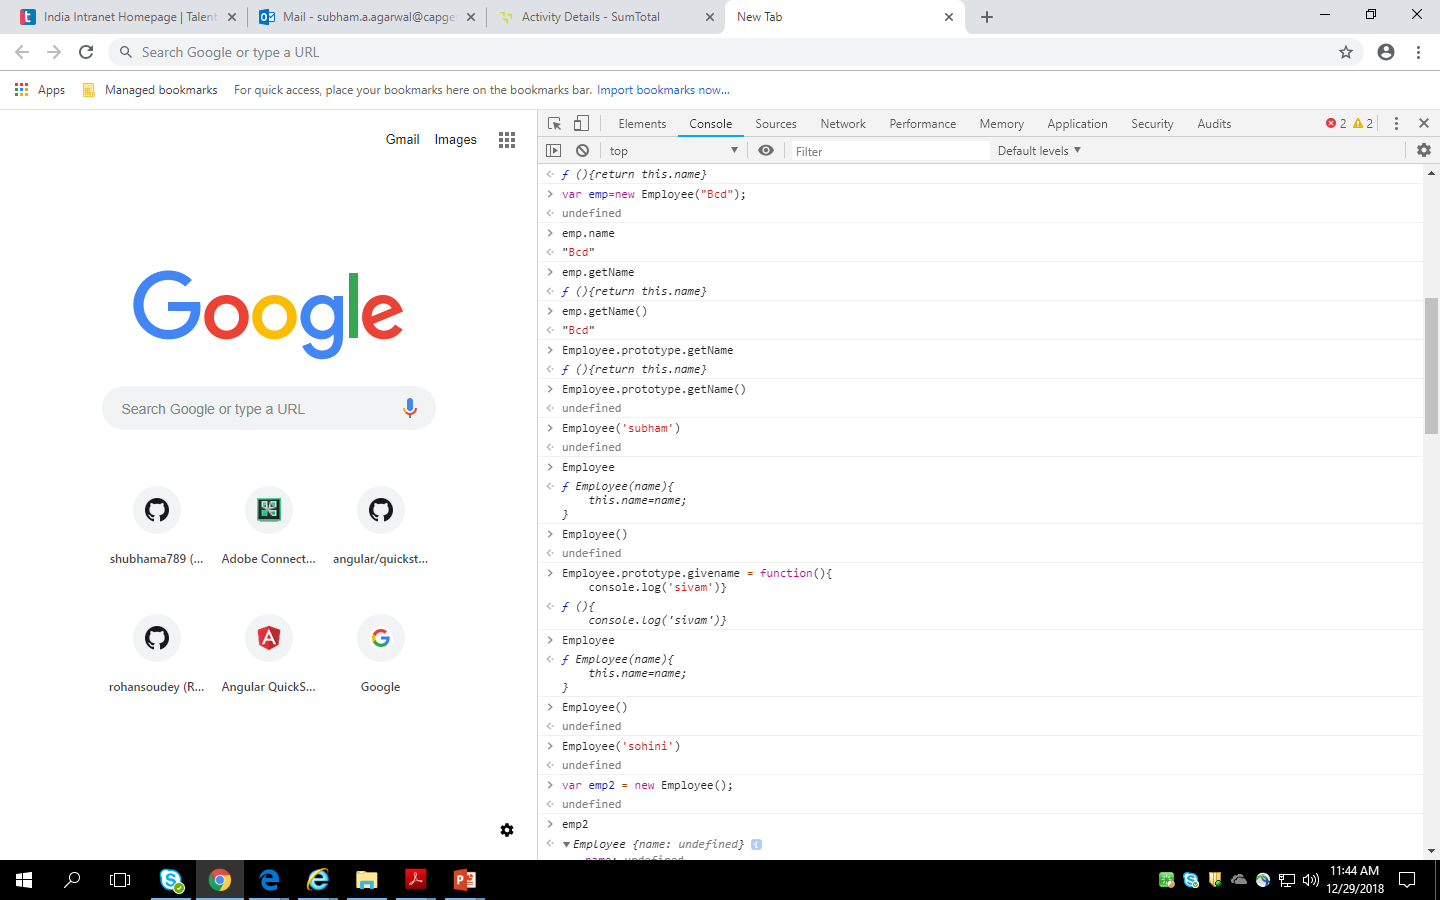 India Intranet Homepage | Talent
Mail - subham.a.agarwal@capge
Activity Details - SumTotal
New Tab
Search Google or type a URL
Apps
Managed bookmarks
For quick access, place your bookmarks here on the bookmarks bar. Import bookmarks now...
Gmail
Images
Google
Search Google or type a URL
shubhama789 (...
Adobe Connect...
angular/quickst...
rohansoudey (R...
Angular QuickS...
Google
Elements Console Sources Network Performance Memory Application Security Audits 2 2
top
Filter
Default levels ▼
ƒ (){return this.name}
var emp=new Employee("Bcd");
undefined
emp.name
"Bcd"
emp.getName
ƒ (){return this.name}
emp.getName()
"Bcd"
Employee.prototype.getName
ƒ (){return this.name}
Employee.prototype.getName()
undefined
Employee('subham')
undefined
Employee
ƒ Employee(name){
this.name=name;
}
Employee()
undefined
Employee.prototype.givename = function(){
console.log('sivam')}
ƒ (){
console.log('sivam')}
Employee
ƒ Employee(name){
this.name=name;
}
Employee()
undefined
Employee('sohini')
undefined
var emp2 = new Employee();
undefined
emp2
Employee {name: undefined}
name: undefined
11:44 AM
12/29/2018